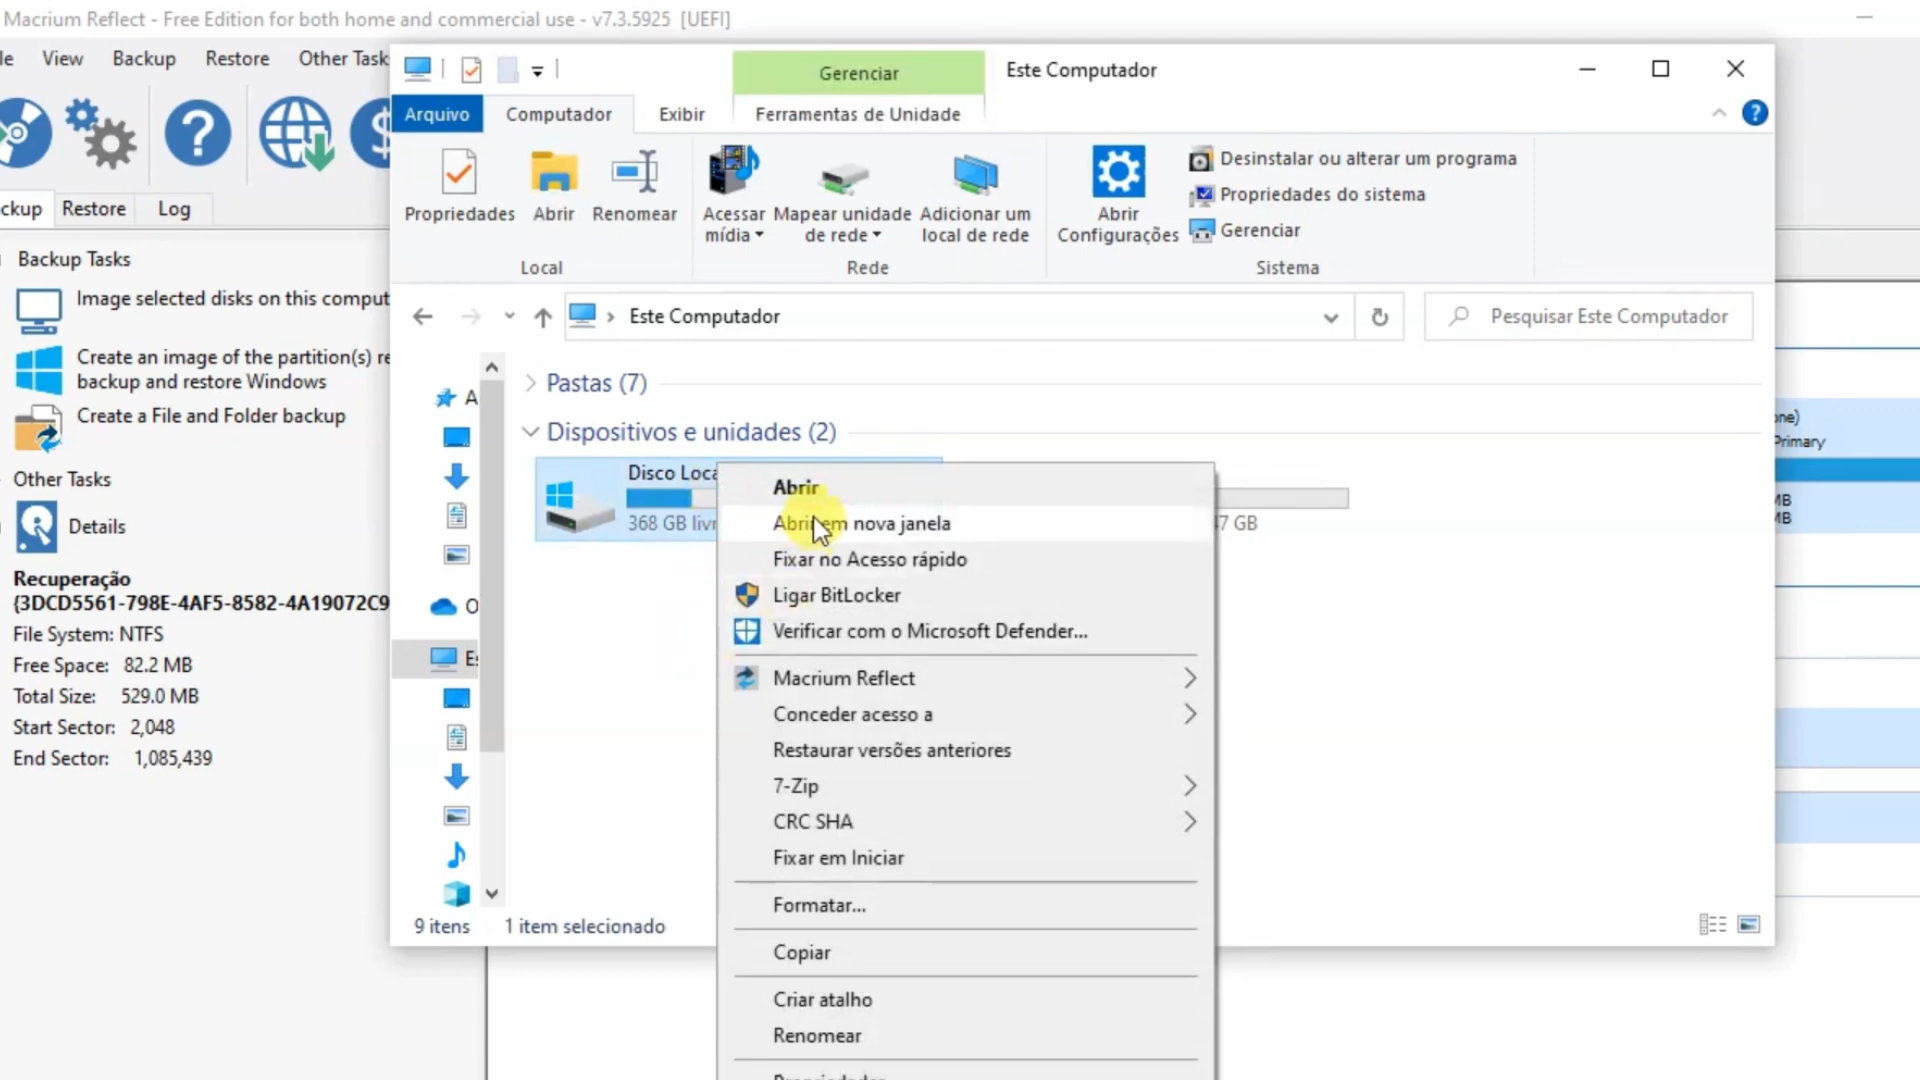 Macrium Reflect - Free Edition for both home and commercial use - v7.3.5925 [UEFI]
View Backup Restore Other Task
Backup Tasks
Restore Log
Image selected disks on this comput
Create an image of the partition(s) re
backup and restore Windows
Create a File and Folder backup
Other Tasks
Details
Recuperação
{3DCD5561-798E-4AF5-8582-4A19072C9
File System: NTFS
Free Space: 82.2 MB
Total Size: 529.0 MB
Start Sector: 2,048
End Sector: 1,085,439
Gerenciar
Este Computador
Arquivo Computador Exibir Ferramentas de Unidade
Propriedades
Abrir
Renomear
Local
Acessar
mídia
Mapear unidade
de rede
Adicionar um
local de rede
Rede
Abrir
Configurações
Desinstalar ou alterar um programa
Propriedades do sistema
Gerenciar
Sistema
Este Computador
Pesquisar Este Computador
Pastas (7)
Dispositivos e unidades (2)
Disco Loca
368 GB livr
7 GB
Abrir
Abrir em nova janela
Fixar no Acesso rápido
Ligar BitLocker
Verificar com o Microsoft Defender...
Macrium Reflect
Conceder acesso a
Restaurar versões anteriores
7-Zip
CRC SHA
Fixar em Iniciar
Formatar...
Copiar
Criar atalho
Renomear
9 itens 1 item selecionado
Primary
MB
MB